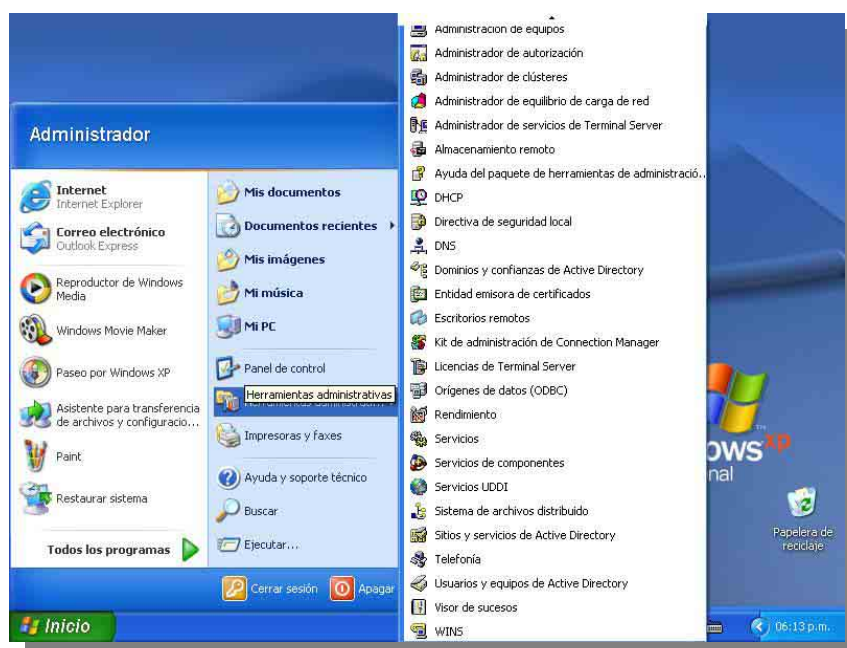 Administrador
Internet
Internet Explorer
Correo electrónico
Outlook Express
Reproductor de Windows
Media
Windows Movie Maker
Paseo por Windows XP
Asistente para transferencia
de archivos y configuracio...
Paint
Restaurar sistema
Todos los programas
Mis documentos
Documentos recientes
Mis imágenes
Mi música
Mi PC
Panel de control
Herramientas administrativas
Impresoras y faxes
Ayuda y soporte técnico
Buscar
Ejecutar...
Cerrar sesión
Apagar
Administración de equipos
Administrador de autorización
Administrador de clústeres
Administrador de equilibrio de carga de red
Administrador de servicios de Terminal Server
Almacenamiento remoto
Ayuda del paquete de herramientas de administració..
DHCP
Directiva de seguridad local
DNS
Dominios y confianzas de Active Directory
Entidad emisora de certificados
Escritorios remotos
Kit de administración de Connection Manager
Licencias de Terminal Server
Orígenes de datos (ODBC)
Rendimiento
Servicios
Servicios de componentes
Servicios UDDI
Sistema de archivos distribuido
Sitios y servicios de Active Directory
Telefonía
Usuarios y equipos de Active Directory
Visor de sucesos
WINS
ows xp
nal
Papelera de
reciclaje
Inicio
06:13 p.m.